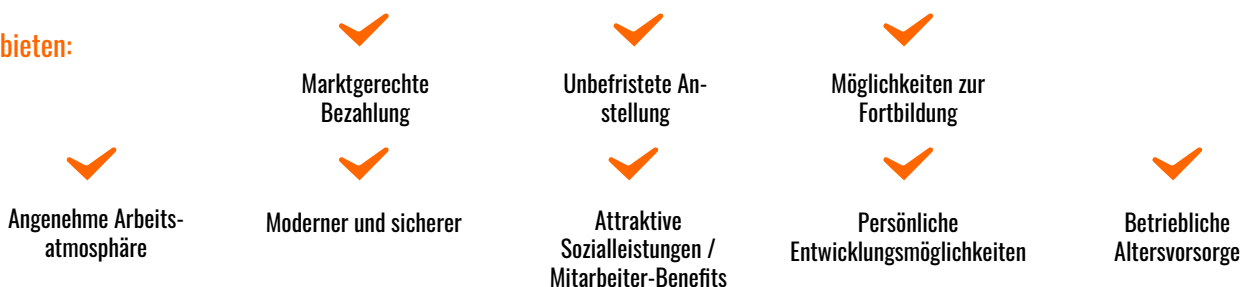 bieten:
Marktgerechte
Bezahlung
Unbefristete An-
stellung
Möglichkeiten zur
Fortbildung
Angenehme Arbeits-
atmosphäre
Moderner und sicherer
Attraktive
Sozialleistungen /
Mitarbeiter-Benefits
Persönliche
Entwicklungsmöglichkeiten
Betriebliche
Altersvorsorge